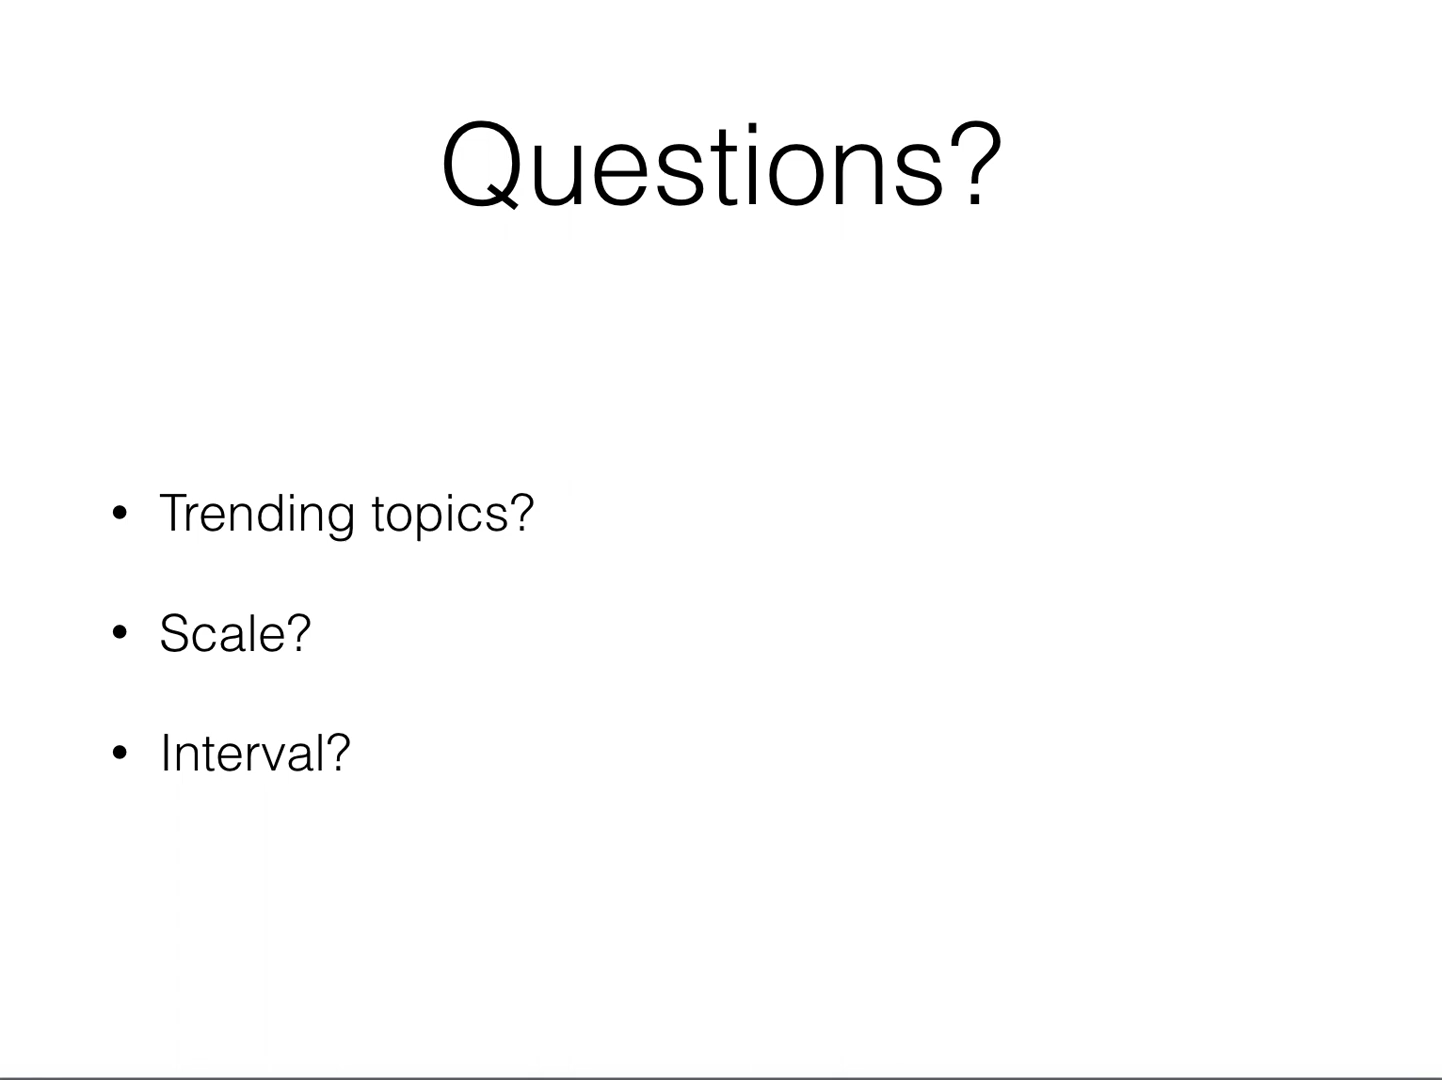 Questions?
• Trending topics?
• Scale?
• Interval?